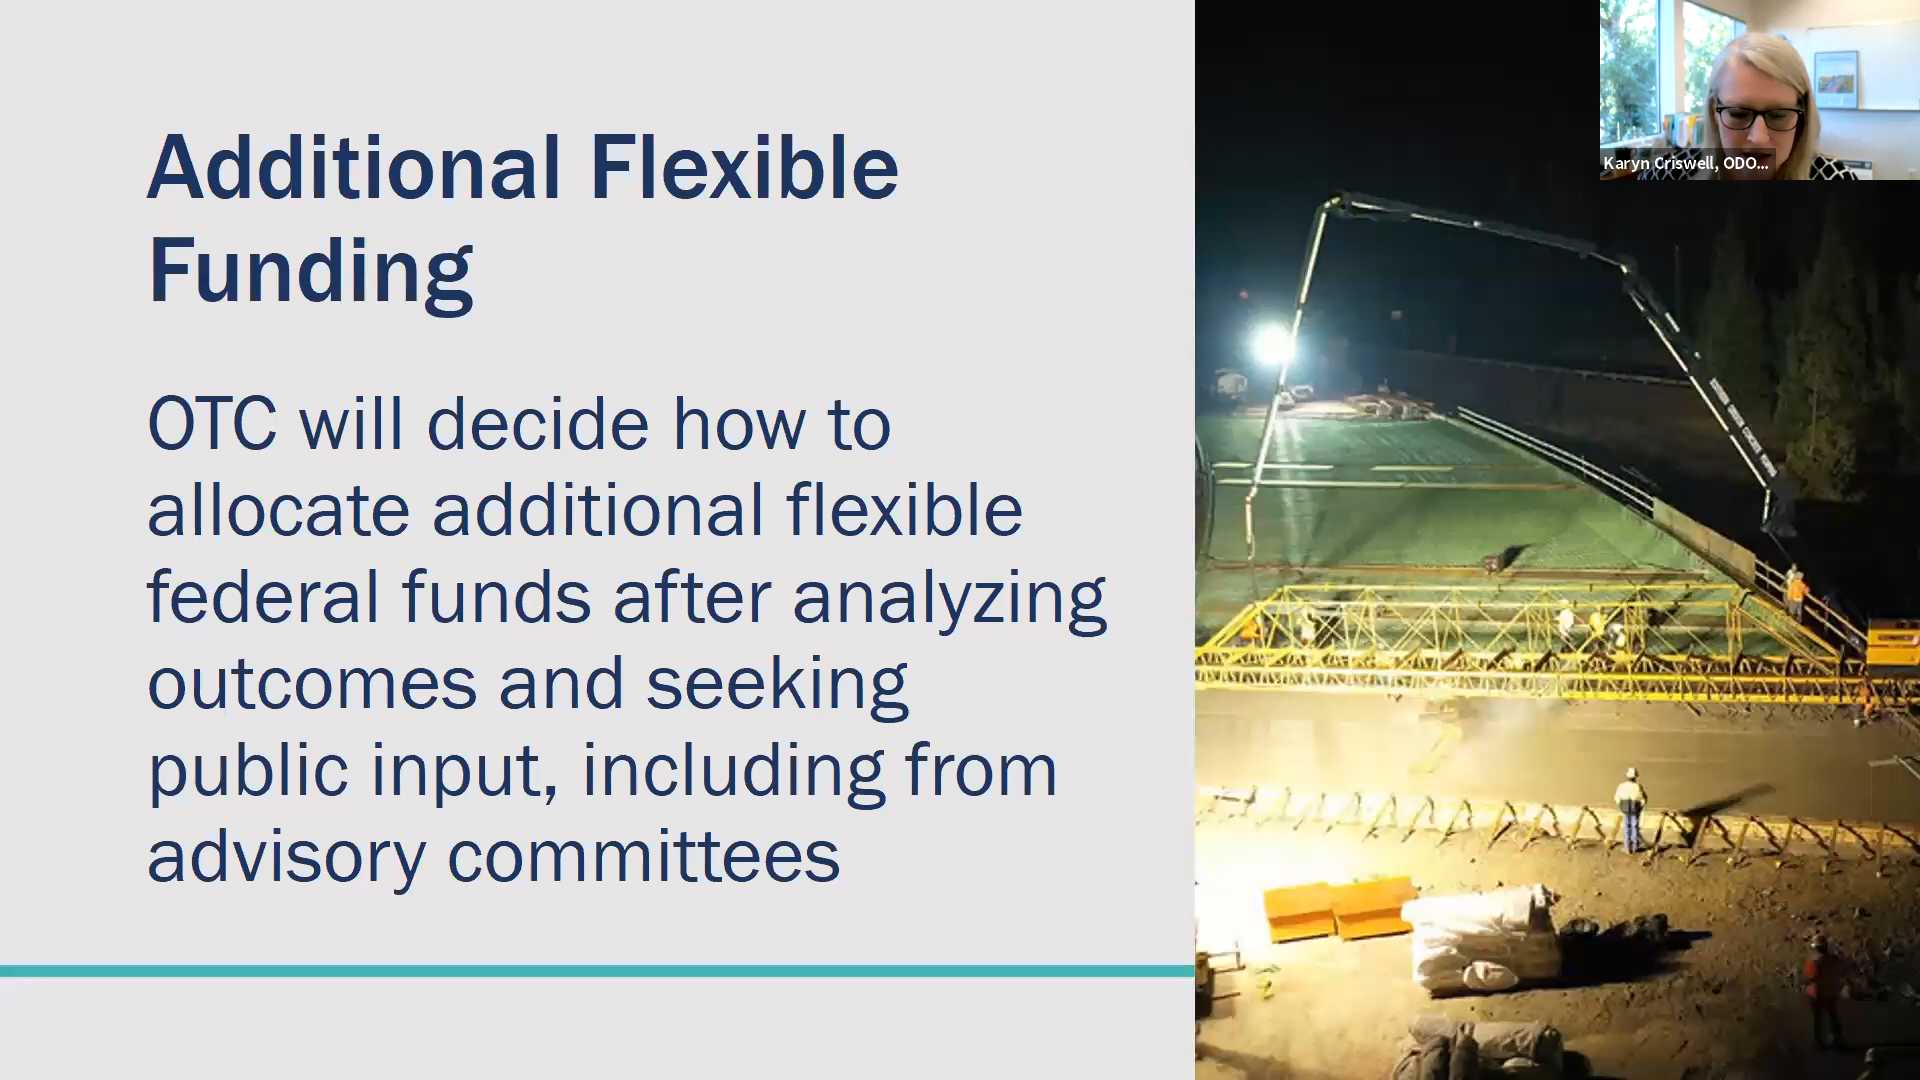 Additional Flexible
Funding
OTC will decide how to
allocate additional flexible
federal funds after analyzing
outcomes and seeking
public input, including from
advisory committees
Karyn Criswell, ODO...